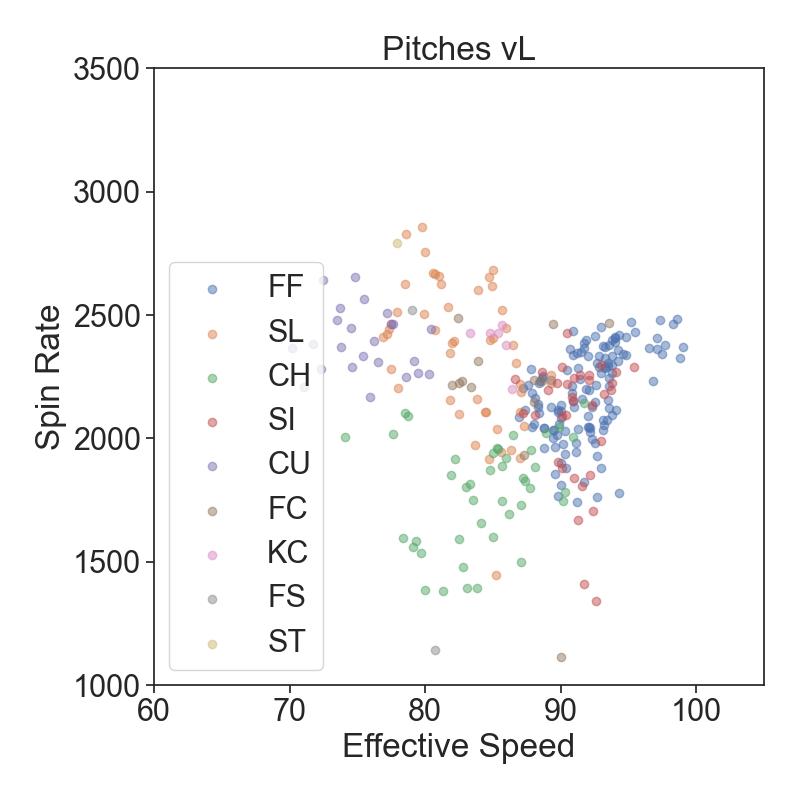 Pitches vL
3500
3000
2500
2000
1500
1000
Spin Rate
FF
SL
CH
SI
CU
FC
KC
FS
ST
60 70 80 90 100
Effective Speed